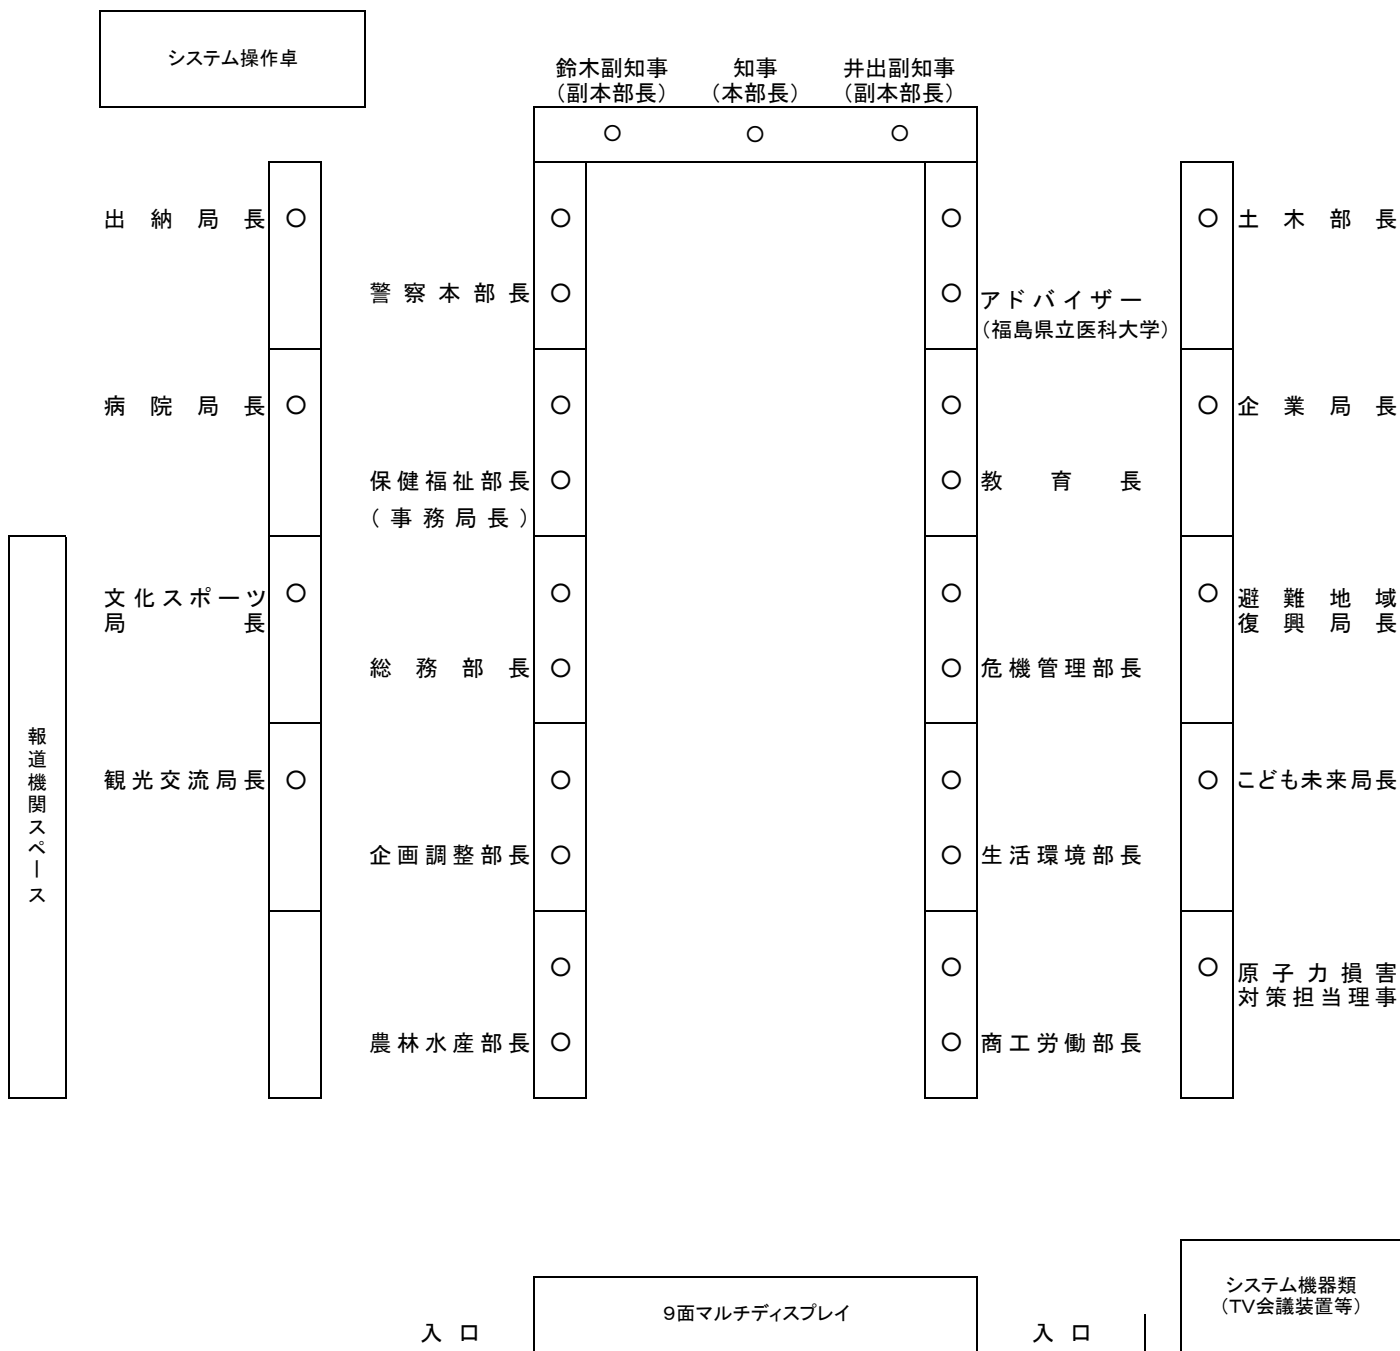 システム操作卓
鈴木副知事
（副本部長）
知事
（本部長）
井出副知事
（副本部長）
出納局長
土木部長
警察本部長
アドバイザー
（福島県立医科大学）
病院局長
企業局長
保健福祉部長
（事務局長）
教育長
文化スポーツ
局長
避難地域
復興局長
総務部長
危機管理部長
報道機関スペース
観光交流局長
こども未来局長
企画調整部長
生活環境部長
原子力損害
対策担当理事
農林水産部長
商工労働部長
システム機器類
（TV会議装置等）
9面マルチディスプレイ
入口
入口